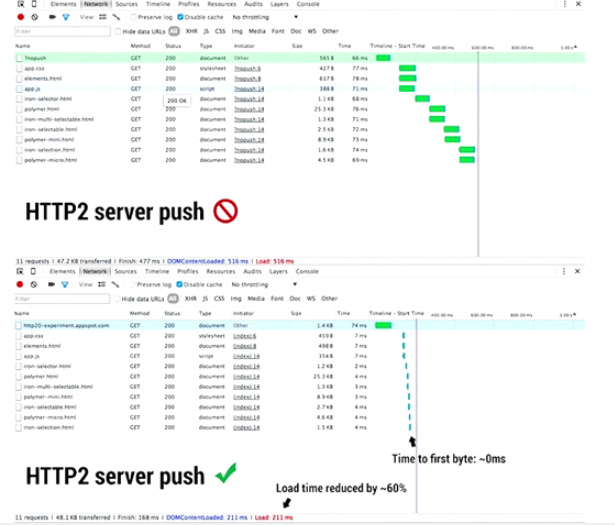 Elements Network Sources Timeline Profiles Resources Audits Layers Console
View: Preserve log Disable cache No throttling
Filter Hide data URLs All XHR JS CSS Img Media Font Doc WS Other
Name Method Status Type Initiator Size Time Timeline - Start Time 400.00 ms 600.00 ms 800.00 ms 1.00 s
?nopush GET 200 document Other 565 B 66 ms
app.css GET 200 stylesheet ?nopush:6 427 B 77 ms
elements.html GET 200 document ?nopush:8 617 B 78 ms
app.js GET 200 script ?nopush:14 388 B 71 ms
iron-selector.html GET 200 document ?nopush:14 1.1 KB 68 ms
200 OK
polymer.html GET 200 document ?nopush:14 25.3 KB 76 ms
iron-multi-selectable.html GET 200 document ?nopush:14 1.3 KB 71 ms
iron-selectable.html GET 200 document ?nopush:14 2.5 KB 72 ms
polymer-mini.html GET 200 document ?nopush:14 8.9 KB 73 ms
iron-selection.html GET 200 document ?nopush:14 1.6 KB 74 ms
polymer-micro.html GET 200 document ?nopush:14 4.5 KB 69 ms
HTTP2 server push
11 requests | 47.2 KB transferred | Finish: 477 ms | DOMContentLoaded: 516 ms | Load: 516 ms
Elements Network Sources Timeline Profiles Resources Audits Layers Console
View: Preserve log Disable cache No throttling
Filter Hide data URLs All XHR JS CSS Img Media Font Doc WS Other
Name Method Status Type Initiator Size Time Timeline - Start Time 400.00 ms 600.00 ms 800.00 ms 1.00 s
http20-experiment.appspot.com GET 200 document Other 1.4 KB 74 ms
app.css GET 200 stylesheet (index):6 459 B 7 ms
elements.html GET 200 document (index):8 498 B 7 ms
app.js GET 200 script (index):14 354 B 7 ms
iron-selector.html GET 200 document (index):14 1.2 KB 2 ms
polymer.html GET 200 document (index):14 25.3 KB 4 ms
iron-multi-selectable.html GET 200 document (index):14 1.3 KB 3 ms
polymer-mini.html GET 200 document (index):14 8.9 KB 3 ms
iron-selectable.html GET 200 document (index):14 2.7 KB 4 ms
polymer-micro.html GET 200 document (index):14 4.6 KB 4 ms
iron-selection.html GET 200 document (index):14 1.5 KB 4 ms
Time to first byte: ~0ms
HTTP2 server push
Load time reduced by ~60%
11 requests | 48.1 KB transferred | Finish: 168 ms | DOMContentLoaded: 211 ms | Load: 211 ms